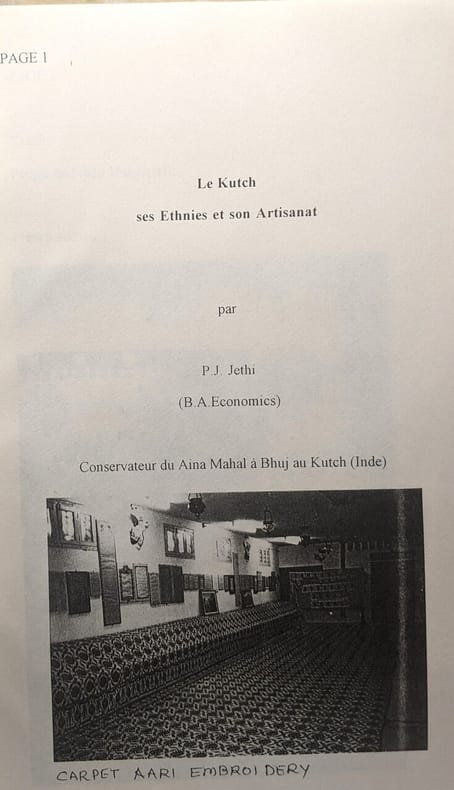 PAGE 1
Le Kutch
ses Ethnies et son Artisanat
par
P.J. Jethi
(B.A.Economics)
Conservateur du Aina Mahal à Bhuj au Kutch (Inde)
CARPET AARI EMBROIDERY